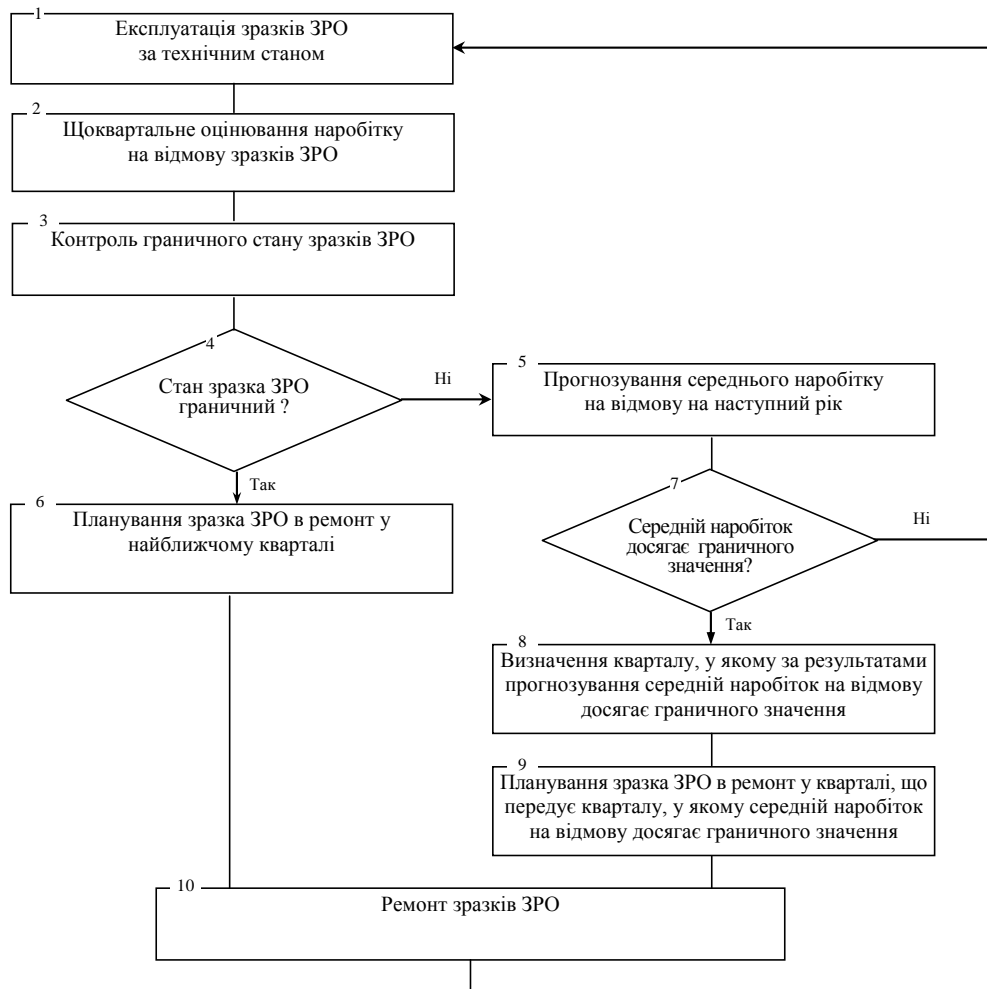 1
Експлуатація зразків ЗРО
за технічним станом
2
Щоквартальне оцінювання наробітку
на відмову зразків ЗРО
3
Контроль граничного стану зразків ЗРО
4
Стан зразка ЗРО
граничний ?
Ні
5
Прогнозування середнього наробітку
на відмову на наступний рік
Так
6
Планування зразка ЗРО в ремонт у
найближчому кварталі
7
Середній наробіток
досягає граничного
значення?
Ні
Так
8
Визначення кварталу, у якому за результатами
прогнозування середній наробіток на відмову
досягає граничного значення
9
Планування зразка ЗРО в ремонт у кварталі, що
передує кварталу, у якому середній наробіток
на відмову досягає граничного значення
10
Ремонт зразків ЗРО